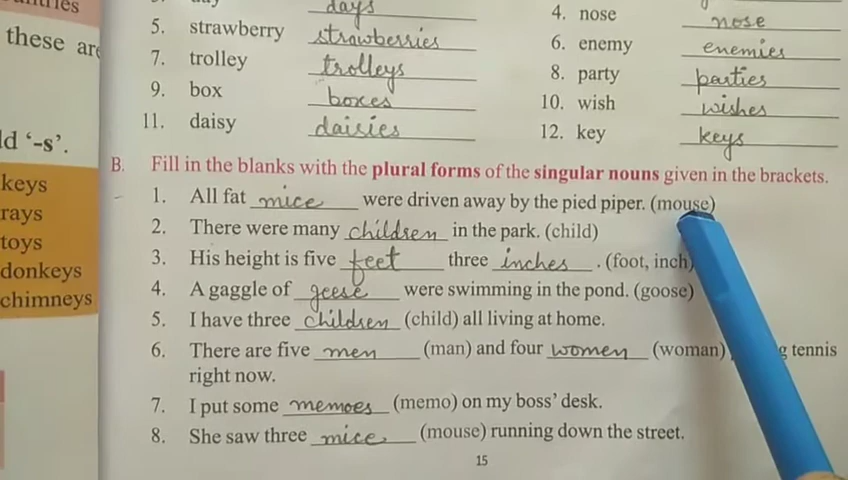 these are
ld '-s'.
keys
rays
toys
donkeys
chimneys
days
4. nose nose
5. strawberry strawberries
6. enemy enemies
7. trolley trolleys
8. party parties
9. box boxes
10. wish wishes
11. daisy daisies
12. key keys
B. Fill in the blanks with the plural forms of the singular nouns given in the brackets.
1. All fat mice were driven away by the pied piper. (mouse)
2. There were many children in the park. (child)
3. His height is five feet three inches. (foot, inch)
4. A gaggle of geese were swimming in the pond. (goose)
5. I have three children (child) all living at home.
6. There are five men (man) and four women (woman) g tennis
right now.
7. I put some memoes (memo) on my boss' desk.
8. She saw three mice (mouse) running down the street.
15